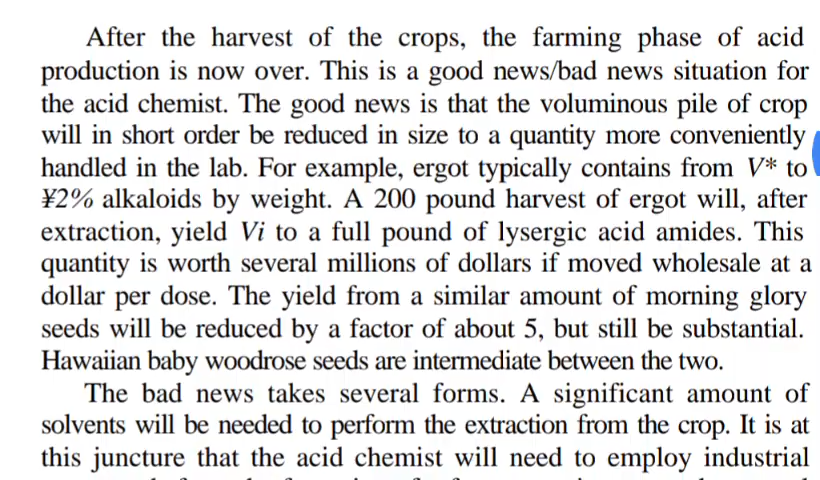 After the harvest of the crops, the farming phase of acid
production is now over. This is a good news/bad news situation for
the acid chemist. The good news is that the voluminous pile of crop
will in short order be reduced in size to a quantity more conveniently
handled in the lab. For example, ergot typically contains from V* to
¥2% alkaloids by weight. A 200 pound harvest of ergot will, after
extraction, yield Vi to a full pound of lysergic acid amides. This
quantity is worth several millions of dollars if moved wholesale at a
dollar per dose. The yield from a similar amount of morning glory
seeds will be reduced by a factor of about 5, but still be substantial.
Hawaiian baby woodrose seeds are intermediate between the two.
The bad news takes several forms. A significant amount of
solvents will be needed to perform the extraction from the crop. It is at
this juncture that the acid chemist will need to employ industrial